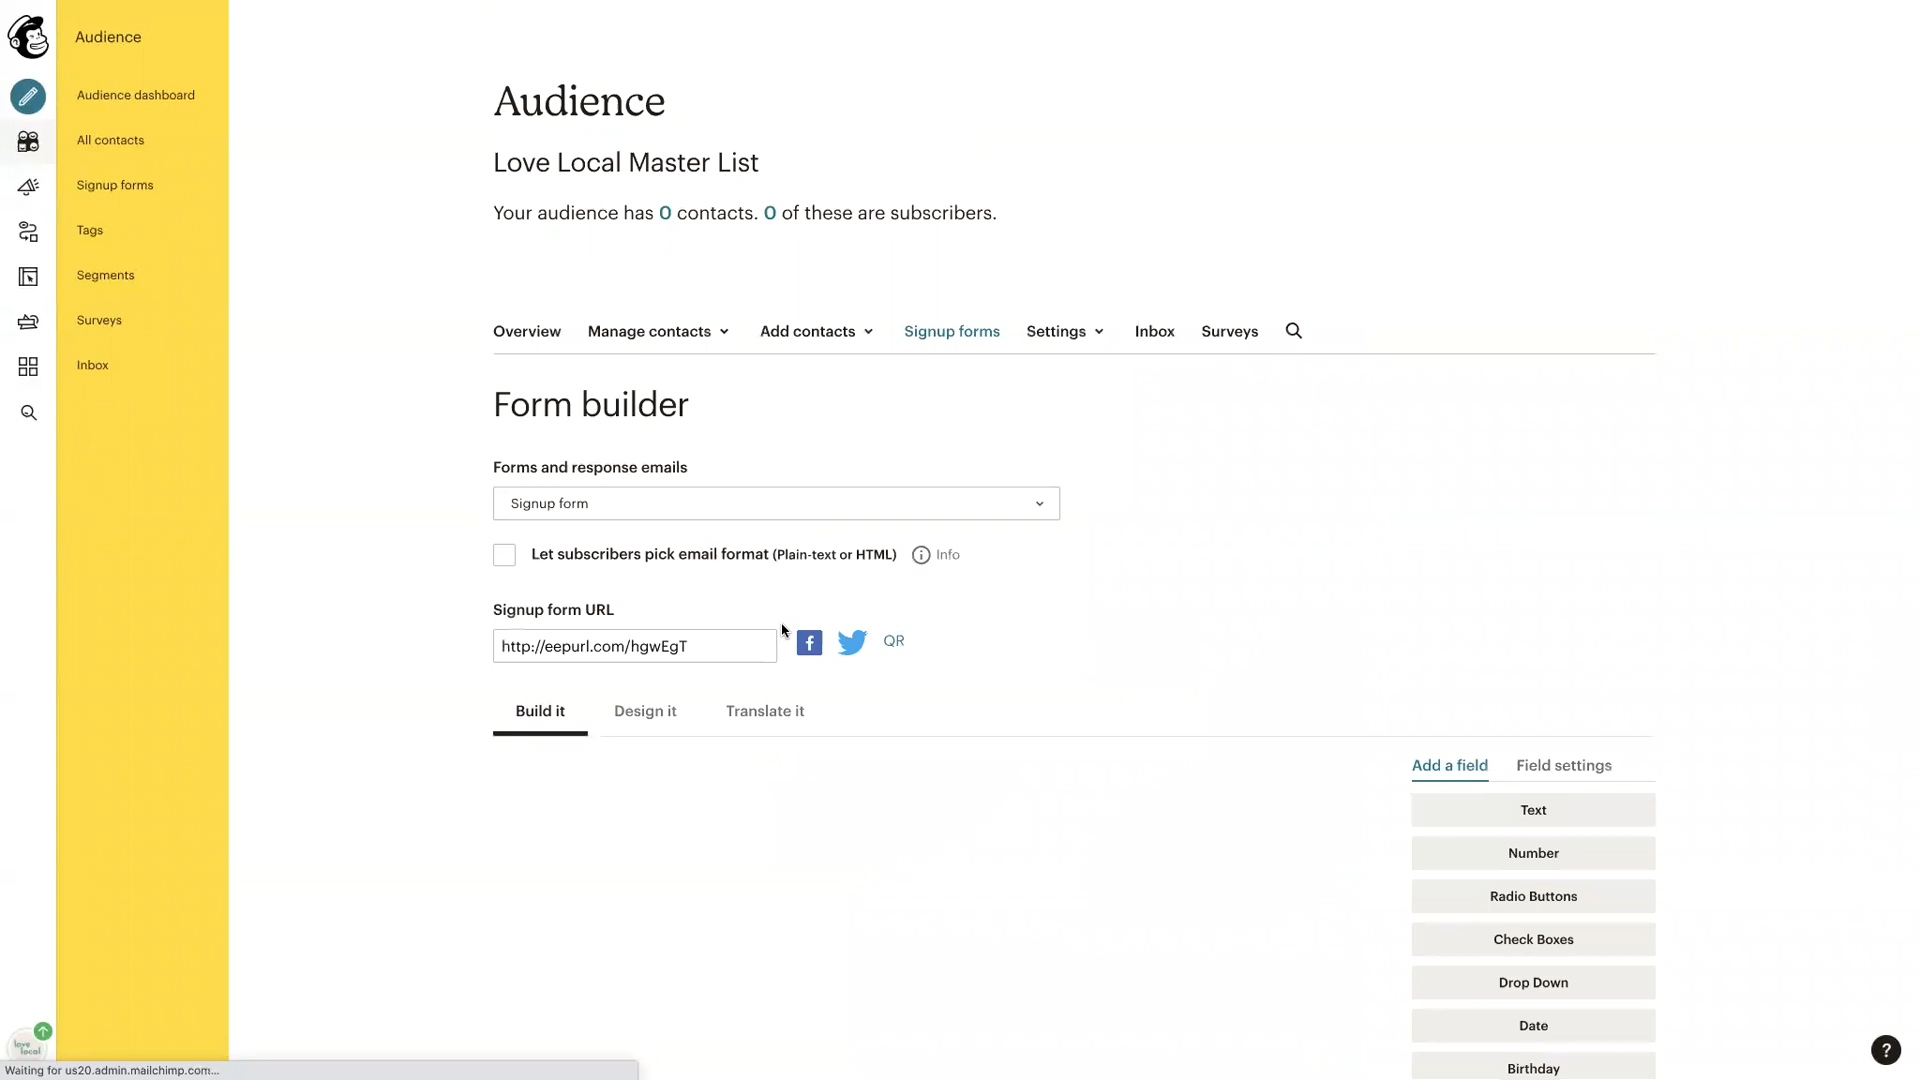 Audience
Audience dashboard
All contacts
Signup forms
Tags
Segments
Surveys
Inbox
Audience
Love Local Master List
Your audience has 0 contacts. 0 of these are subscribers.
Overview Manage contacts Add contacts Signup forms Settings Inbox Surveys
Form builder
Forms and response emails
Signup form
Let subscribers pick email format (Plain-text or HTML) Info
Signup form URL
http://eepurl.com/hgwEgT QR
Build it Design it Translate it
Add a field Field settings
Text
Number
Radio Buttons
Check Boxes
Drop Down
Date
Birthday
love
local
Waiting for us20.admin.mailchimp.com...
?